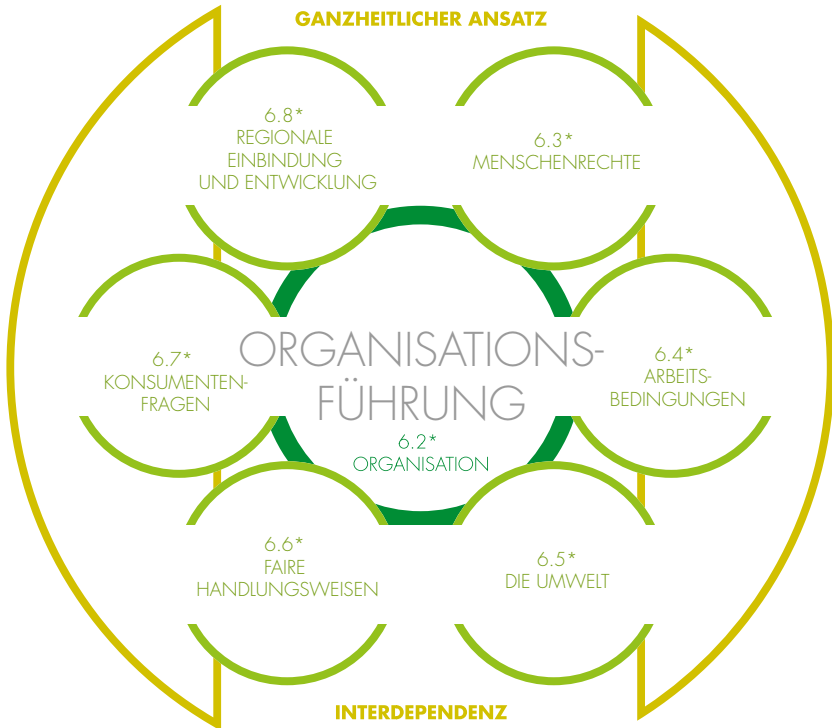 GANZHEITLICHER ANSATZ
6.8*
REGIONALE
EINBINDUNG
UND ENTWICKLUNG
6.3*
MENSCHENRECHTE
ORGANISATIONS-
FÜHRUNG
6.2*
ORGANISATION
6.7*
KONSUMENTEN-
FRAGEN
6.4*
ARBEITS-
BEDINGUNGEN
6.6*
FAIRE
HANDLUNGSWEISEN
6.5*
DIE UMWELT
INTERDEPENDENZ